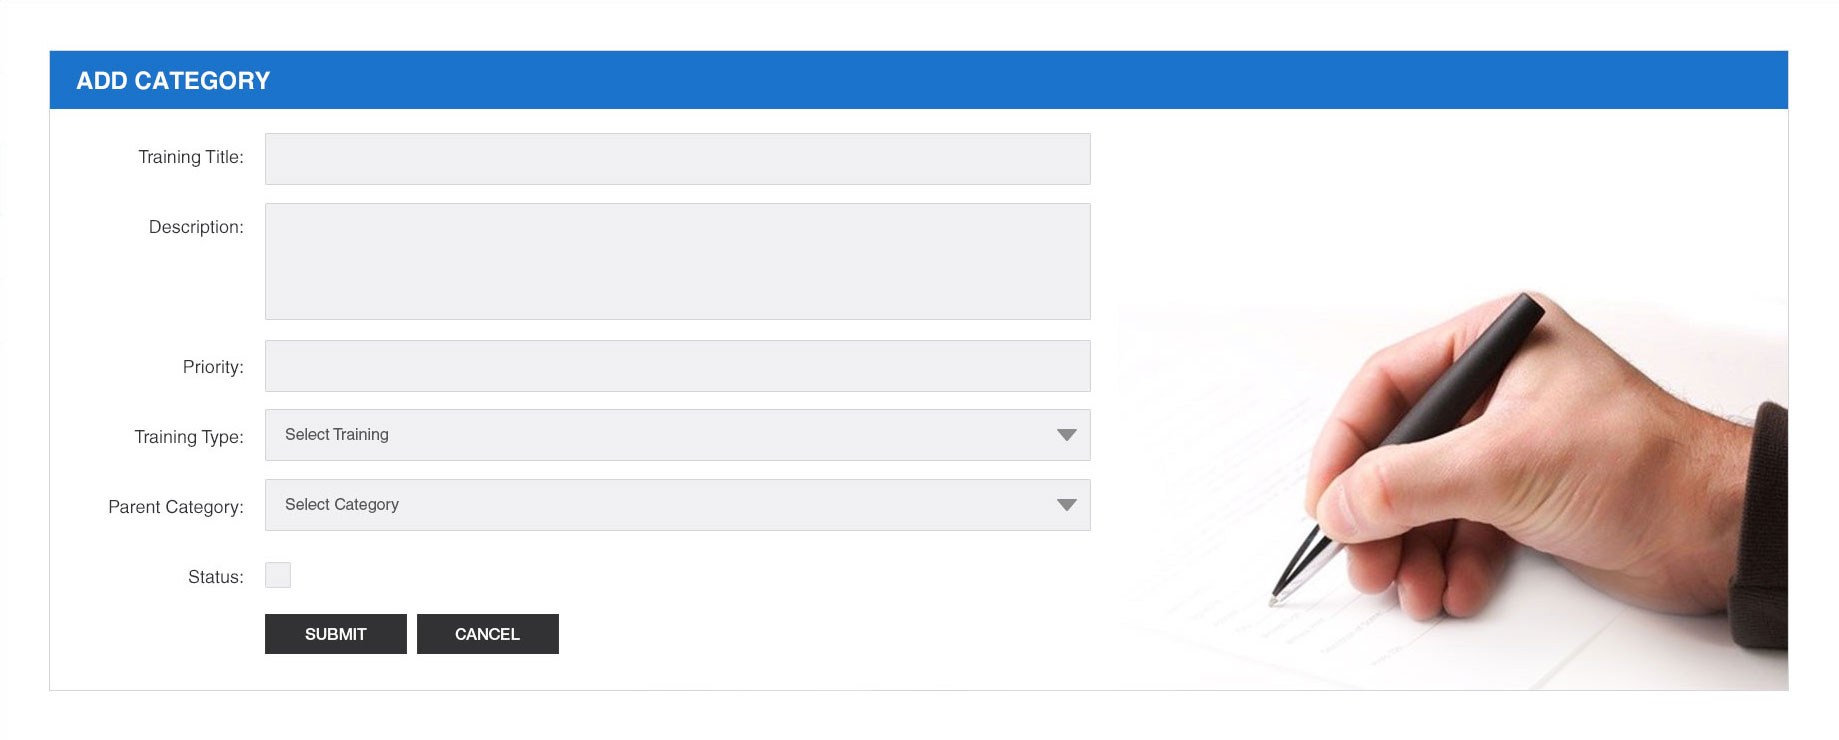 ADD CATEGORY
Training Title:
Description:
Priority:
Training Type: Select Training
Parent Category: Select Category
Status:
SUBMIT CANCEL